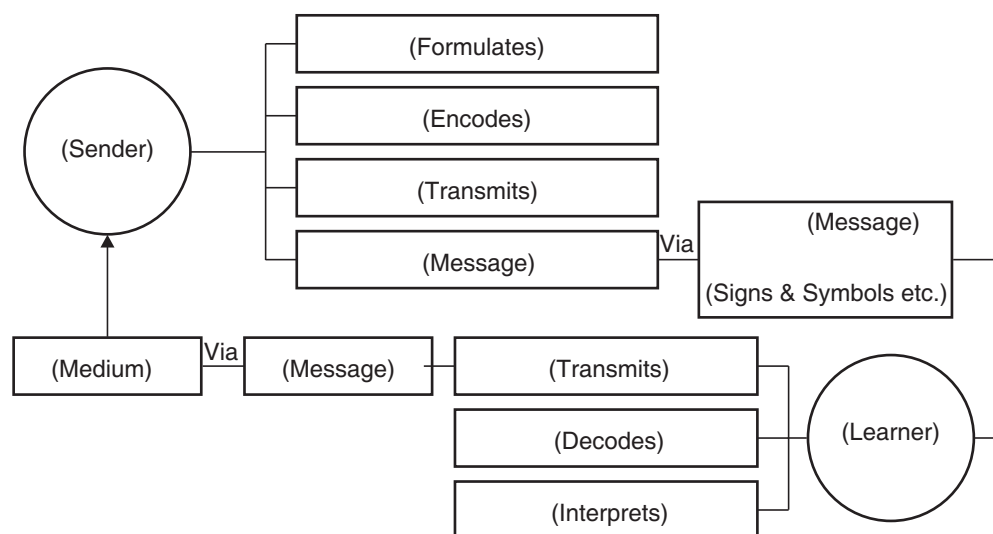 (Formulates)
(Sender)
(Encodes)
(Transmits)
(Message)
Via
(Message)
(Signs & Symbols etc.)
(Medium)
Via
(Message)
(Transmits)
(Decodes)
(Learner)
(Interprets)